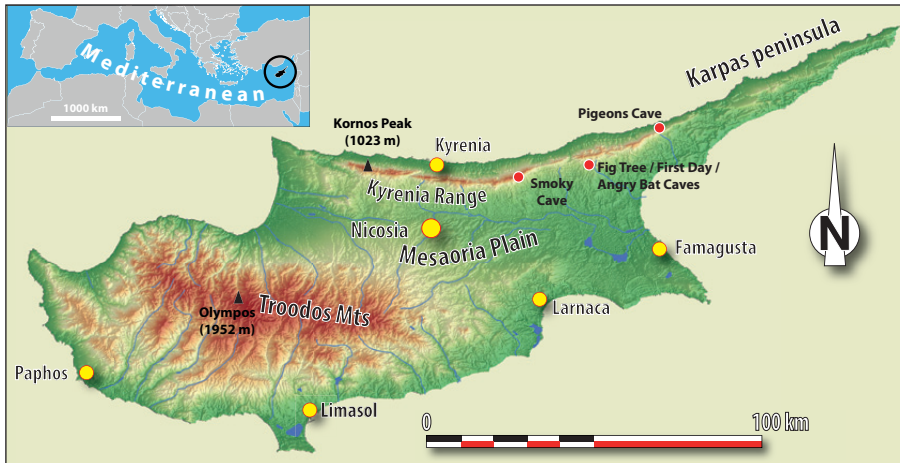 Mediterranean
1000 km
Karpas peninsula
Pigeons Cave
Kornos Peak
(1023 m)
Kyrenia
Fig Tree / First Day /
Angry Bat Caves
Smoky
Cave
Kyrenia Range
Nicosia
Mesaoria Plain
Famagusta
N
Olympos
(1952 m)
Troodos Mts
Larnaca
Paphos
Limasol
0
100 km